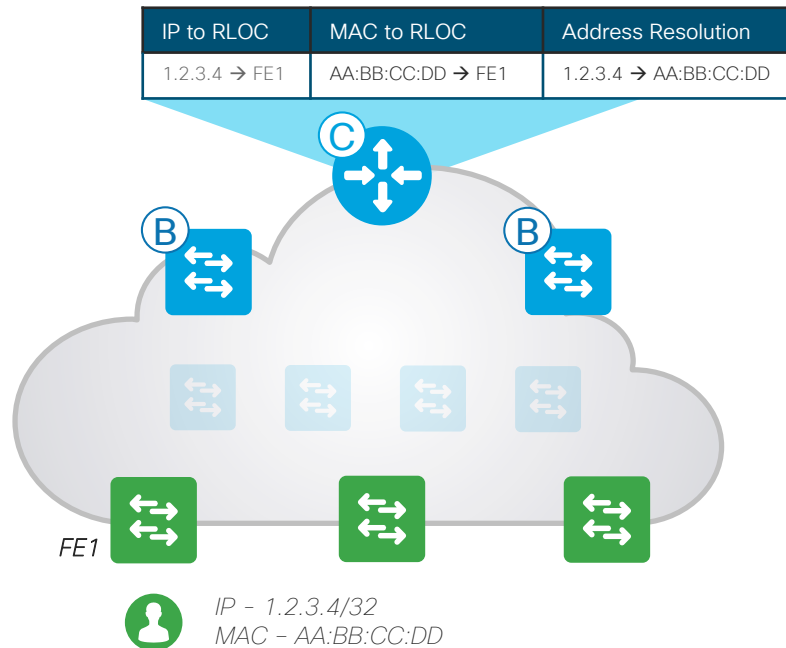 IP to RLOC MAC to RLOC Address Resolution
1.2.3.4 → FE1 AA:BB:CC:DD → FE1 1.2.3.4 → AA:BB:CC:DD
C
B B
FE1
IP - 1.2.3.4/32
MAC - AA:BB:CC:DD